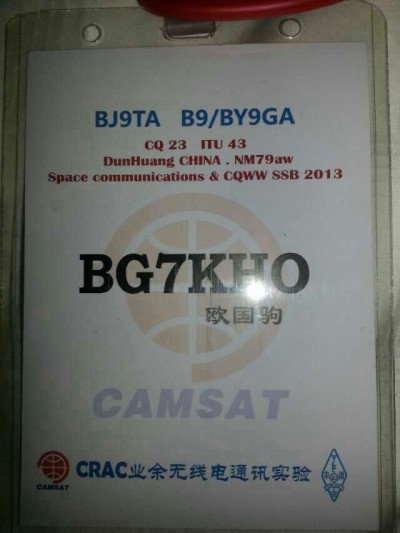 BJ9TA B9/BY9GA
CQ 23 ITU 43
DunHuang CHINA . NM79aw
Space communications & CQWW SSB 2013
BG7KHO
欧国驹
CAMSAT
CAMSAT
CRAC业余无线电通讯实验